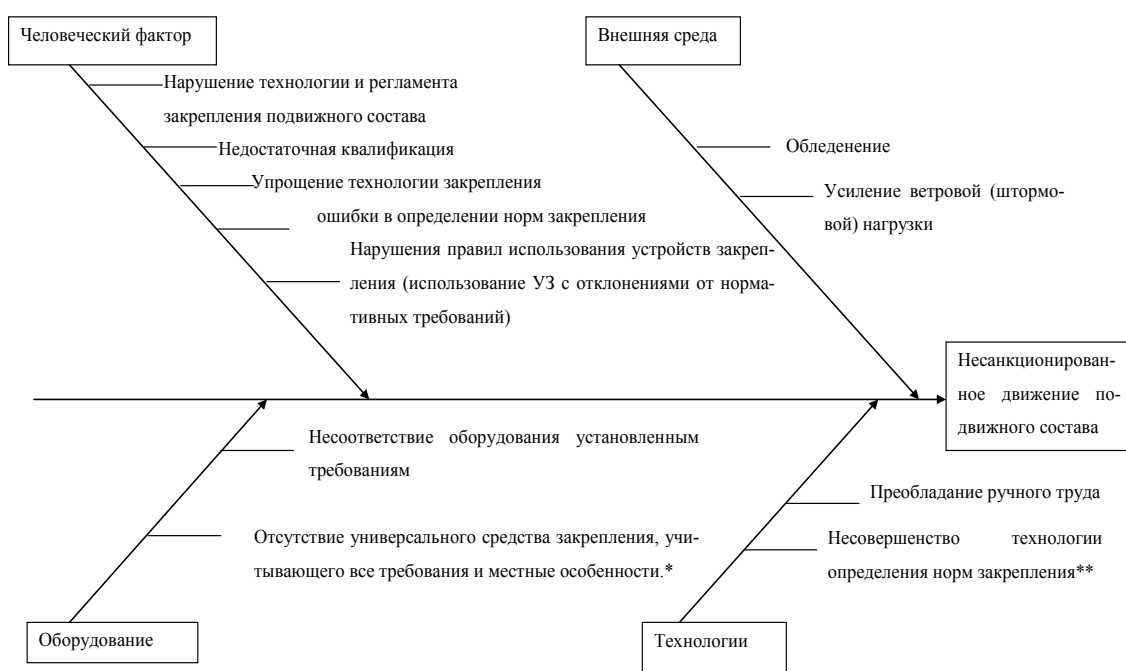 Человеческий фактор
Внешняя среда
Нарушение технологии и регламента
закрепления подвижного состава
Недостаточная квалификация
Упрощение технологии закрепления
ошибки в определении норм закрепления
Нарушения правил использования устройств закреп-
ления (использование УЗ с отклонениями от норма-
тивных требований)
Обледенение
Усиление ветровой (штормо-
вой) нагрузки
Несанкционирован-
ное движение по-
движного состава
Несоответствие оборудования установленным
требованиям
Отсутствие универсального средства закрепления, учи-
тывающего все требования и местные особенности.*
Преобладание ручного труда
Несовершенство технологии
определения норм закрепления**
Оборудование
Технологии